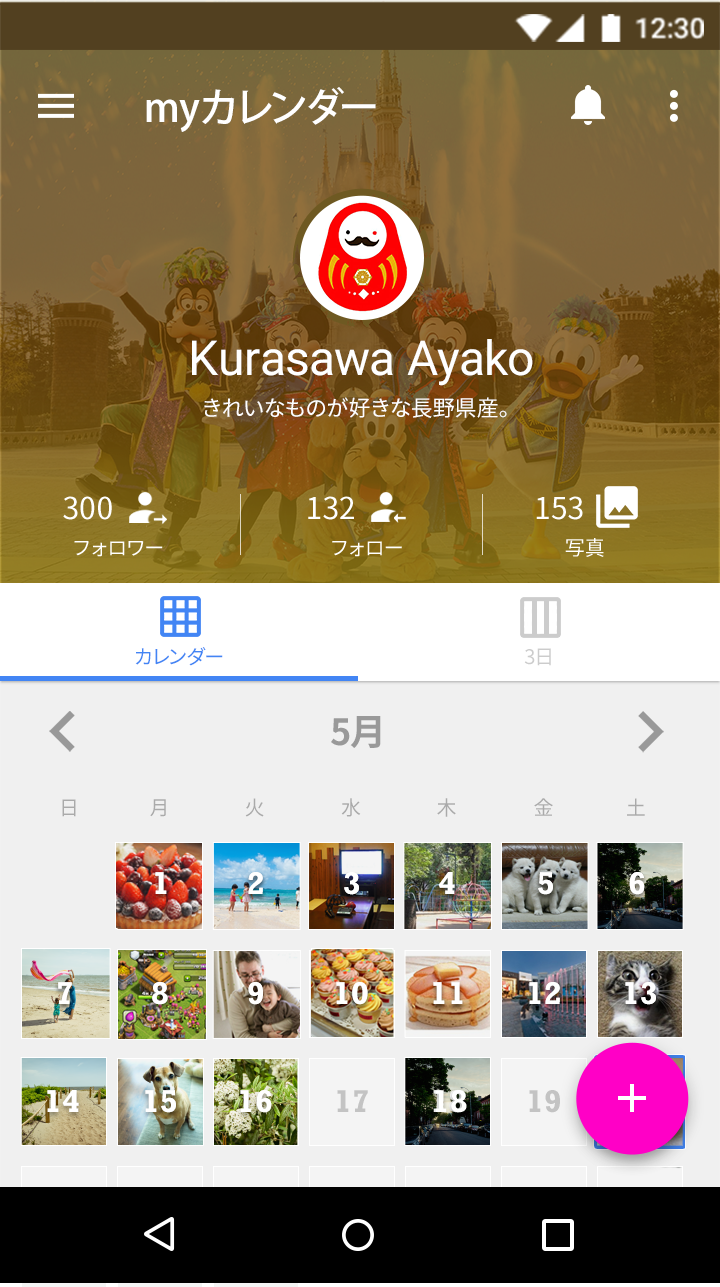 12:30
myカレンダー
Kurasawa Ayako
きれいなものが好きな長野県産。
300 132 153
フォロワー フォロー 写真
カレンダー 3日
5月
日 月 火 水 木 金 土
1 2 3 4 5 6
7 8 9 10 11 12 13
14 15 16 17 18 19
+